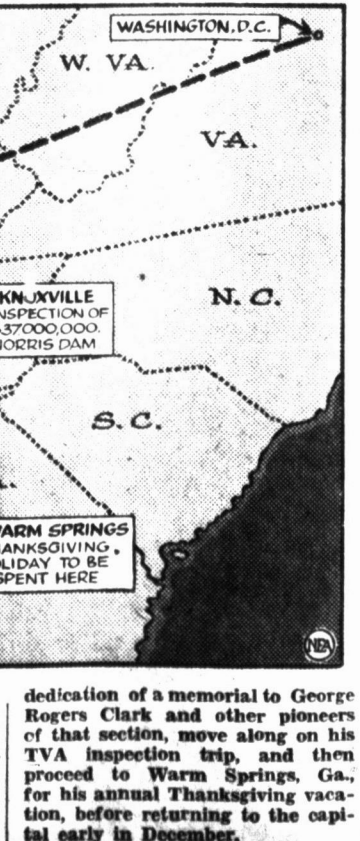 WASHINGTON, D.C.
W. VA.
VA.
KNOXVILLE
NSPECTION OF
37000,000.
NORRIS DAM
N. C.
S. C.
WARM SPRINGS
HANKSGIVING
LIDAY TO BE
SPENT HERE
NEA
dedication of a memorial to George
Rogers Clark and other pioneers
of that section, move along on his
TVA inspection trip, and then
proceed to Warm Springs, Ga.,
for his annual Thanksgiving vaca-
tion, before returning to the capi-
tal early in December.